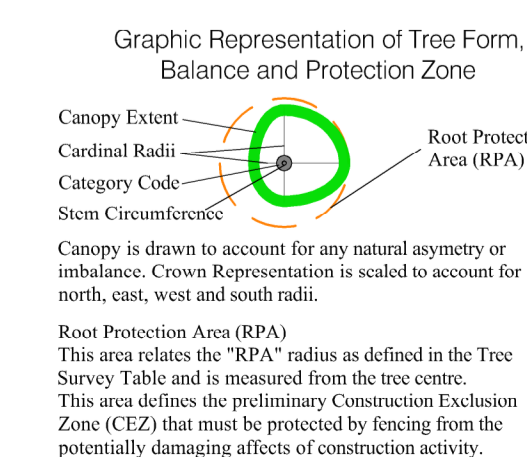 Graphic Representation of Tree Form,
Balance and Protection Zone
Canopy Extent
Cardinal Radii
Category Code
Stem Circumference
Root Protect
Area (RPA)
Canopy is drawn to account for any natural asymetry or
imbalance. Crown Representation is scaled to account for
north, east, west and south radii.
Root Protection Area (RPA)
This area relates the "RPA" radius as defined in the Tree
Survey Table and is measured from the tree centre.
This area defines the preliminary Construction Exclusion
Zone (CEZ) that must be protected by fencing from the
potentially damaging affects of construction activity.